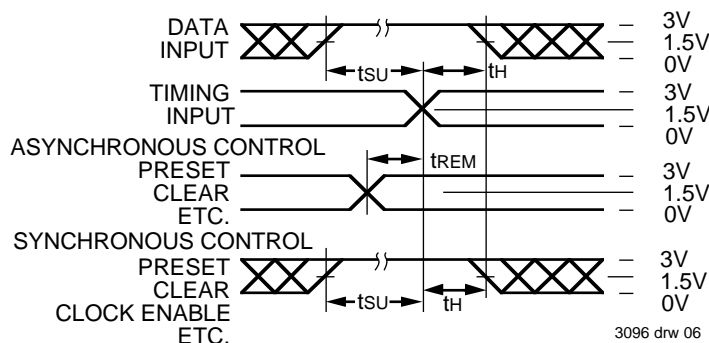 DATA
INPUT
3V
1.5V
0V
tSU
tH
TIMING
INPUT
3V
1.5V
0V
ASYNCHRONOUS CONTROL
PRESET
CLEAR
ETC.
tREM
3V
1.5V
0V
SYNCHRONOUS CONTROL
PRESET
CLEAR
CLOCK ENABLE
ETC.
tSU
tH
3V
1.5V
0V
3096 drw 06